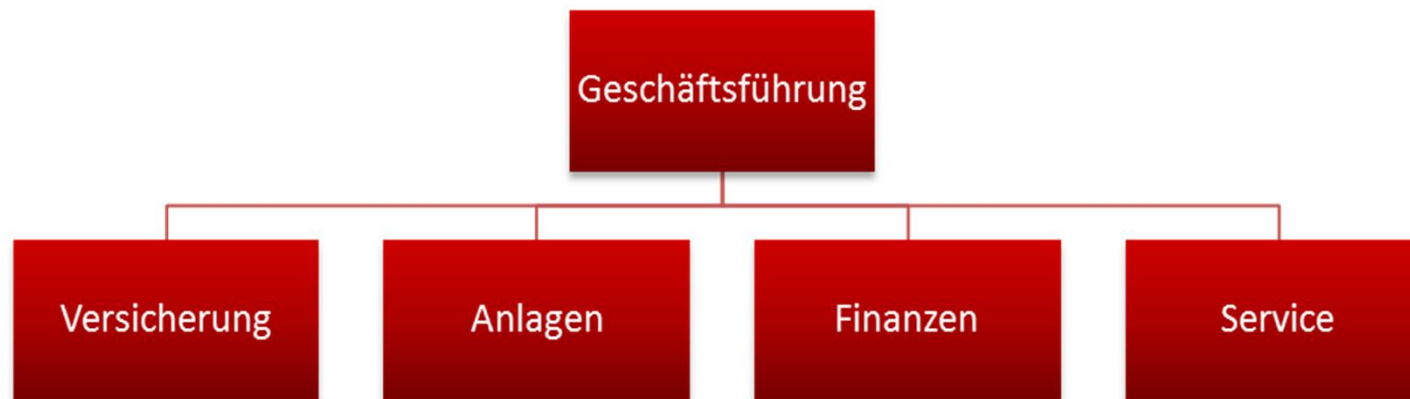 Geschäftsführung
Versicherung
Anlagen
Finanzen
Service